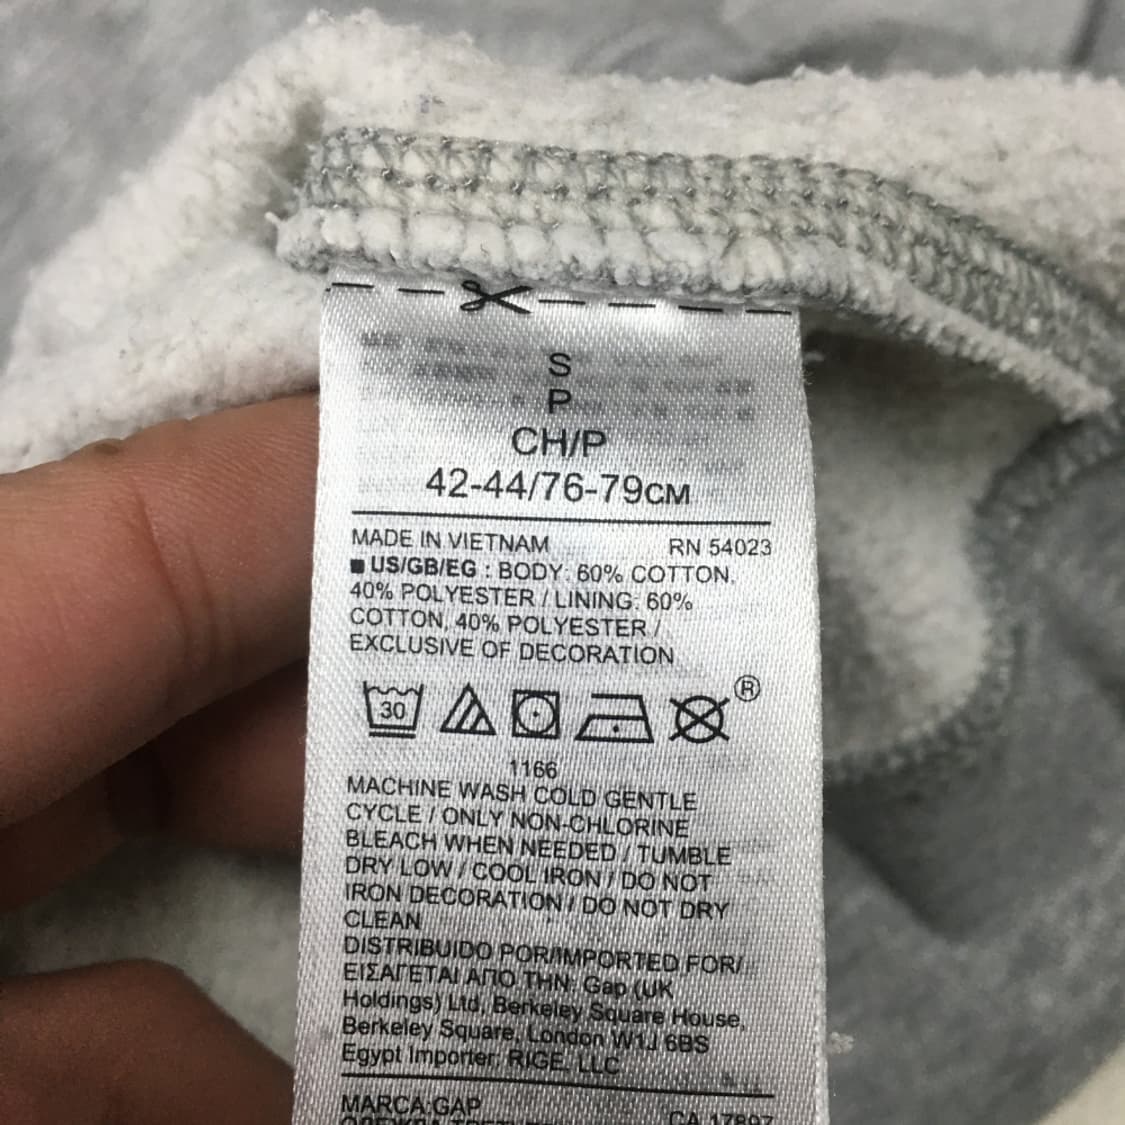 S
P
CH/P
42-44/76-79CM
MADE IN VIETNAM RN 54023
■ US/GB/EG : BODY: 60% COTTON,
40% POLYESTER / LINING: 60%
COTTON, 40% POLYESTER /
EXCLUSIVE OF DECORATION
30
®
1166
MACHINE WASH COLD GENTLE
CYCLE / ONLY NON-CHLORINE
BLEACH WHEN NEEDED / TUMBLE
DRY LOW / COOL IRON / DO NOT
IRON DECORATION / DO NOT DRY
CLEAN
DISTRIBUIDO POR/IMPORTED FOR/
ΕΙΣΑΓΕΤΑΙ ΑΠΟ ΤΗΝ: Gap (UK
Holdings) Ltd, Berkeley Square House,
Berkeley Square, London W1J 6BS
Egypt Importer: RIGE, LLC
MARCA:GAP CA 17897